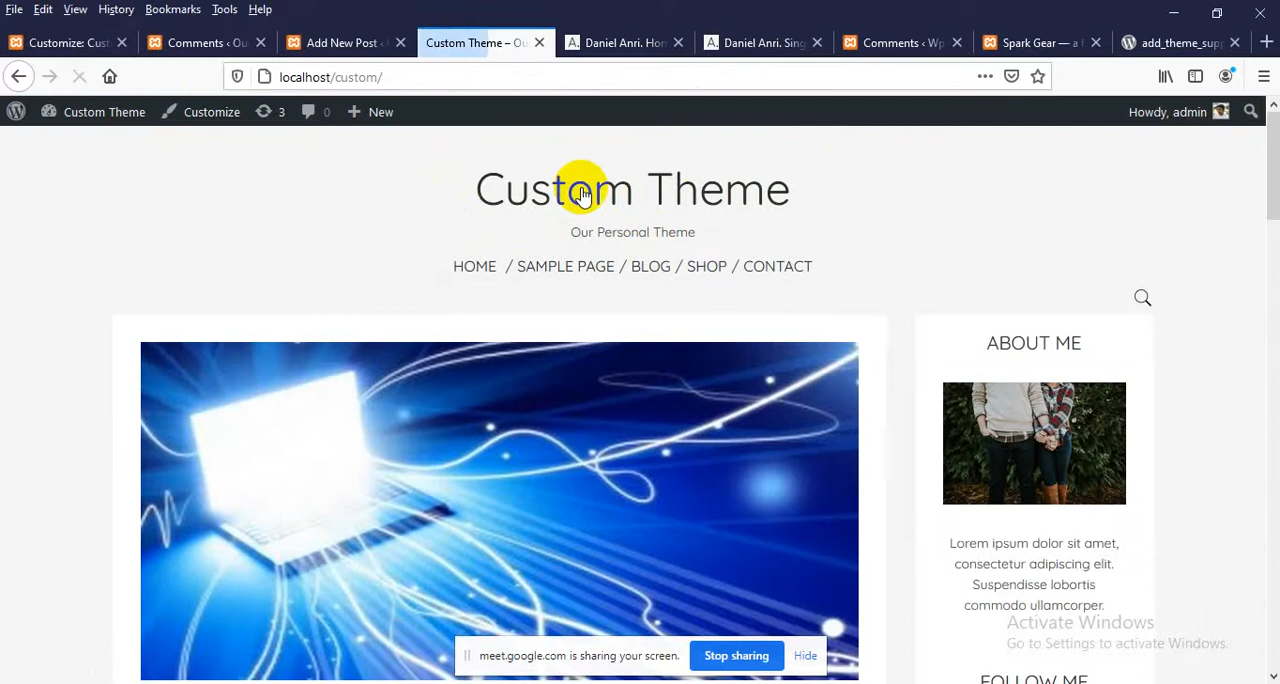 File Edit View History Bookmarks Tools Help
Customize: Cust
Comments ‹ Ou
Add New Post ‹
Custom Theme – Ou
A. Daniel Anri. Hom
A. Daniel Anri. Sing
Comments ‹ Wp
Spark Gear — a f
add_theme_supp
localhost/custom/
Custom Theme Customize 3 0 + New
Howdy, admin
Custom Theme
Our Personal Theme
HOME / SAMPLE PAGE / BLOG / SHOP / CONTACT
ABOUT ME
Lorem ipsum dolor sit amet,
consectetur adipiscing elit.
Suspendisse lobortis
commodo ullamcorper.
Activate Windows
Go to Settings to activate Windows.
meet.google.com is sharing your screen. Stop sharing Hide
FOLLOW ME